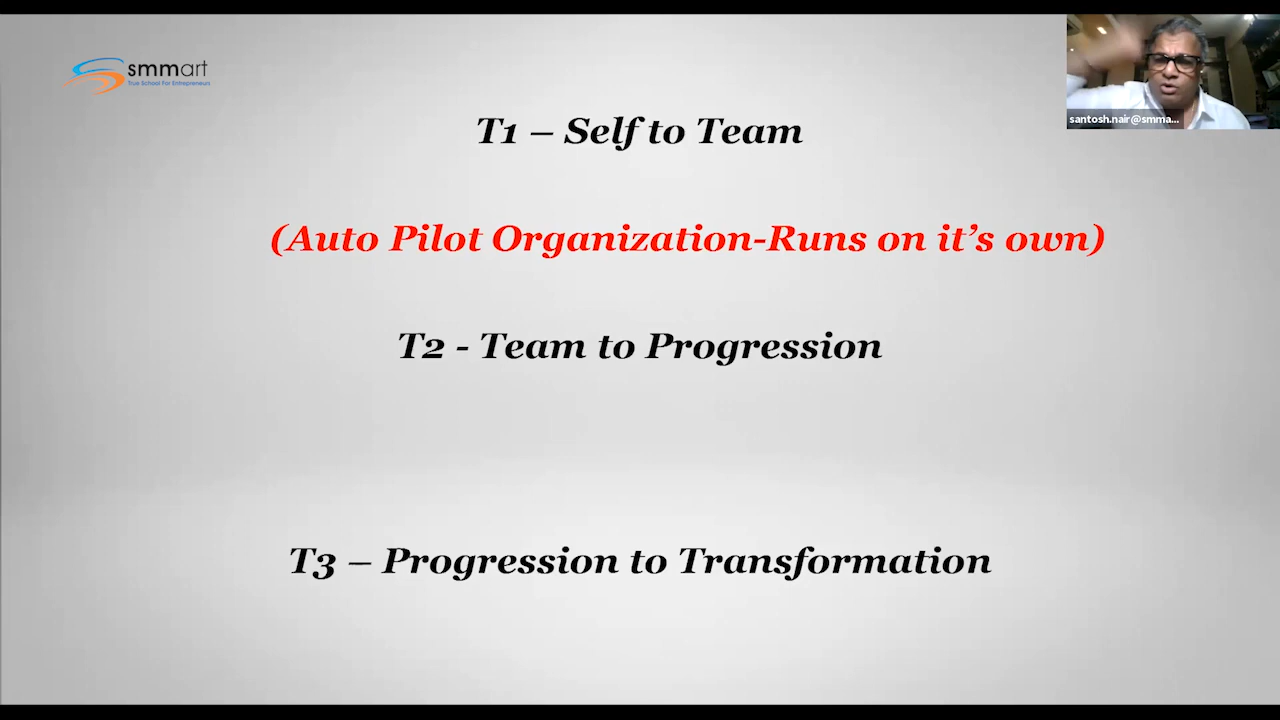 smmart
True School For Entrepreneurs
santosh.nair@smma...
T1 – Self to Team
(Auto Pilot Organization-Runs on it’s own)
T2 - Team to Progression
T3 – Progression to Transformation